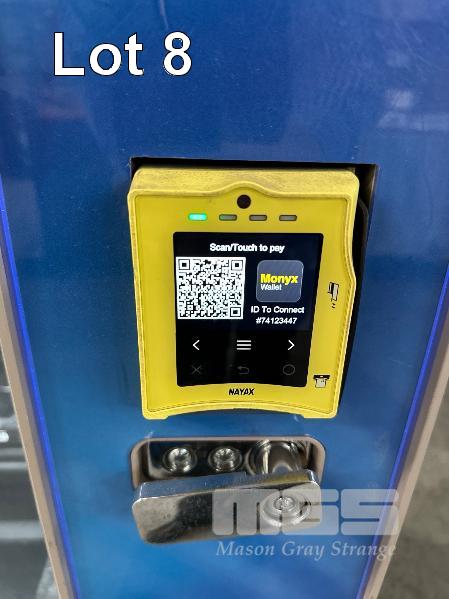 Lot 8
Scan/Touch to pay
Monyx
Wallet
ID To Connect
#74123447
NAYAX
MGS
Mason Gray Strange